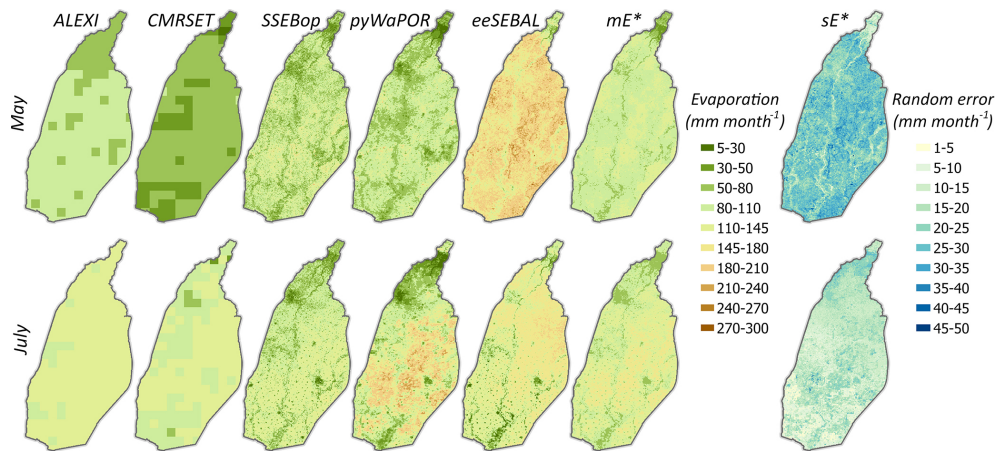 ALEXI CMRSET SSEBop pyWaPOR eeSEBAL mE* sE*
May
July
Evaporation
(mm month⁻¹)
5-30
30-50
50-80
80-110
110-145
145-180
180-210
210-240
240-270
270-300
Random error
(mm month⁻¹)
1-5
5-10
10-15
15-20
20-25
25-30
30-35
35-40
40-45
45-50